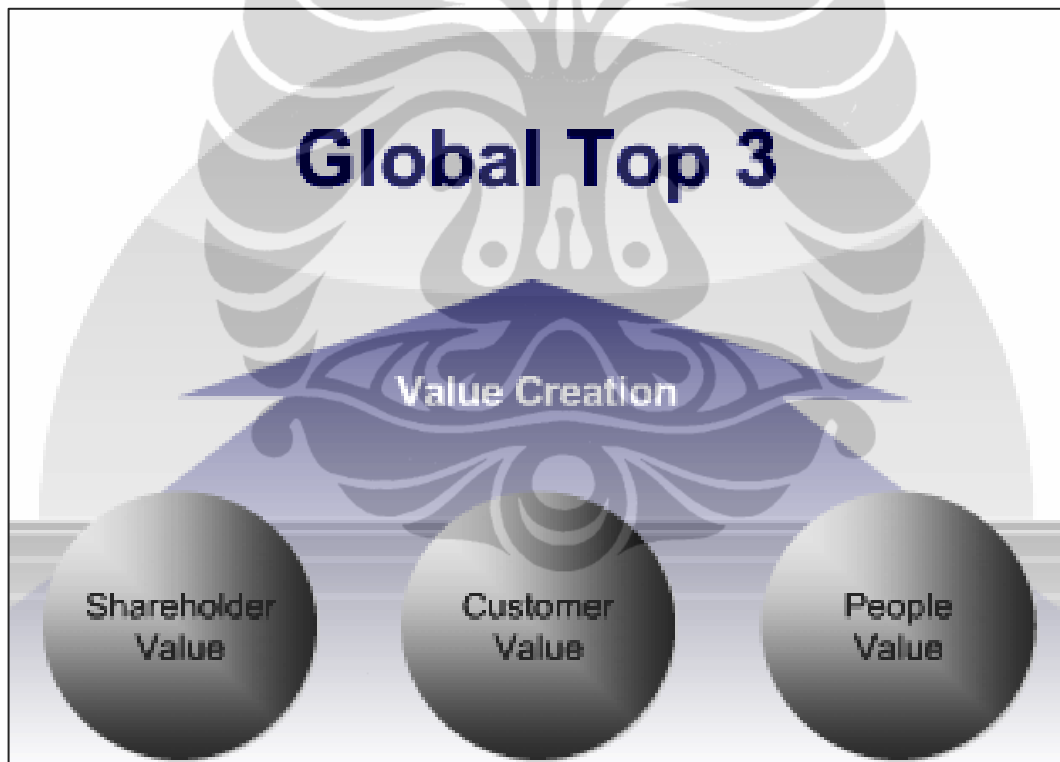 Global Top 3
Value Creation
Shareholder
Value
Customer
Value
People
Value